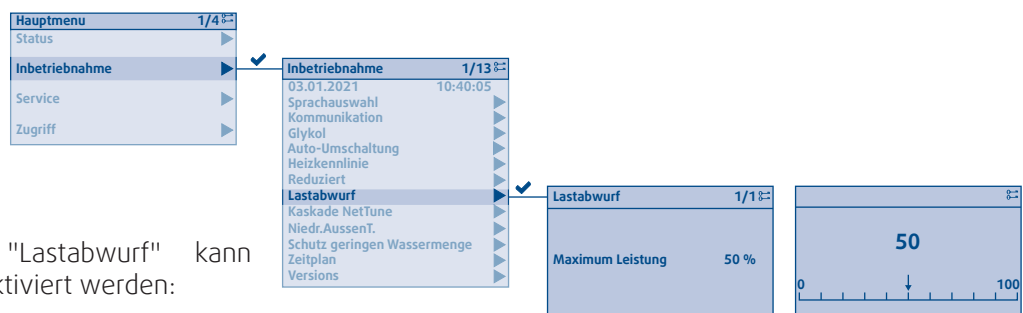 Hauptmenu 1/4
Status
Inbetriebnahme
Service
Zugriff
Inbetriebnahme 1/13
03.01.2021 10:40:05
Sprachauswahl
Kommunikation
Glykol
Auto-Umschaltung
Heizkennlinie
Reduziert
Lastabwurf
Kaskade NetTune
Niedr.AussenT.
Schutz geringen Wassermenge
Zeitplan
Versions
Lastabwurf 1/1
Maximum Leistung 50 %
50
0 100
"Lastabwurf" kann
ktiviert werden: